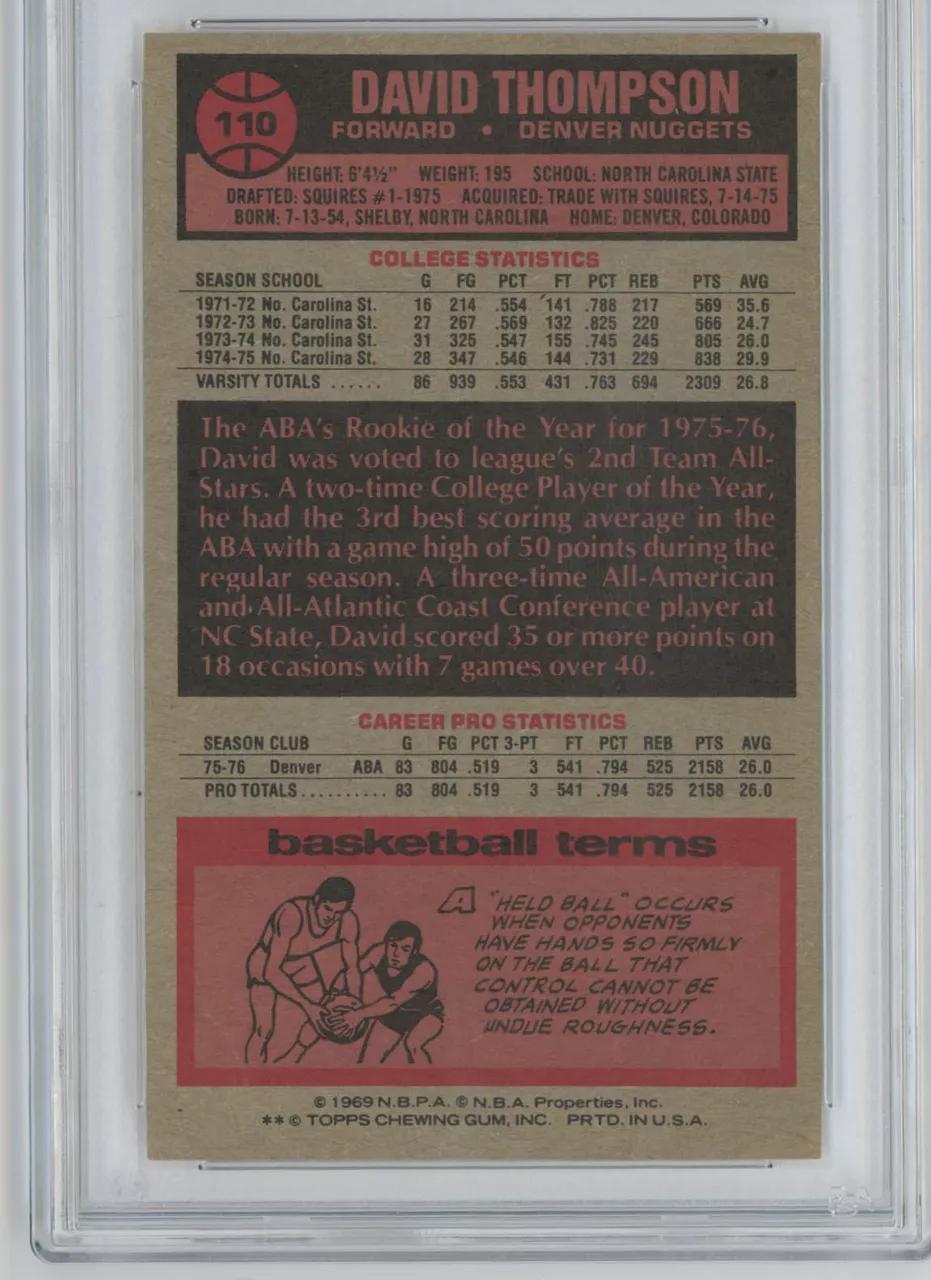 110
DAVID THOMPSON
FORWARD • DENVER NUGGETS
HEIGHT: 6'4½" WEIGHT: 195 SCHOOL: NORTH CAROLINA STATE
DRAFTED: SQUIRES #1-1975 ACQUIRED: TRADE WITH SQUIRES, 7-14-75
BORN: 7-13-54, SHELBY, NORTH CAROLINA HOME: DENVER, COLORADO
COLLEGE STATISTICS
SEASON SCHOOL G FG PCT FT PCT REB PTS AVG
1971-72 No. Carolina St. 16 214 .554 141 .788 217 569 35.6
1972-73 No. Carolina St. 27 267 .569 132 .825 220 666 24.7
1973-74 No. Carolina St. 31 325 .547 155 .745 245 805 26.0
1974-75 No. Carolina St. 28 347 .546 144 .731 229 838 29.9
VARSITY TOTALS ...... 86 939 .553 431 .763 694 2309 26.8
The ABA's Rookie of the Year for 1975-76,
David was voted to league's 2nd Team All-
Stars. A two-time College Player of the Year,
he had the 3rd best scoring average in the
ABA with a game high of 50 points during the
regular season. A three-time All-American
and All-Atlantic Coast Conference player at
NC State, David scored 35 or more points on
18 occasions with 7 games over 40.
CAREER PRO STATISTICS
SEASON CLUB G FG PCT 3-PT FT PCT REB PTS AVG
75-76 Denver ABA 83 804 .519 3 541 .794 525 2158 26.0
PRO TOTALS.......... 83 804 .519 3 541 .794 525 2158 26.0
basketball terms
A "HELD BALL" OCCURS
WHEN OPPONENTS
HAVE HANDS SO FIRMLY
ON THE BALL THAT
CONTROL CANNOT BE
OBTAINED WITHOUT
UNDUE ROUGHNESS.
© 1969 N.B.P.A. © N.B.A. Properties, Inc.
** © TOPPS CHEWING GUM, INC. PRTD. IN U.S.A.
PSA